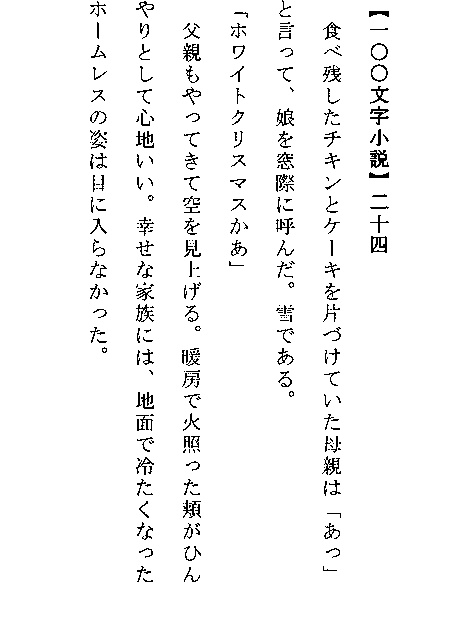 【一〇〇文字小説】二十四
　食べ残したチキンとケーキを片づけていた母親は「あっ」
と言って、娘を窓際に呼んだ。雪である。
「ホワイトクリスマスかあ」
　父親もやってきて空を見上げる。暖房で火照った頬がひん
やりとして心地いい。幸せな家族には、地面で冷たくなった
ホームレスの姿は目に入らなかった。